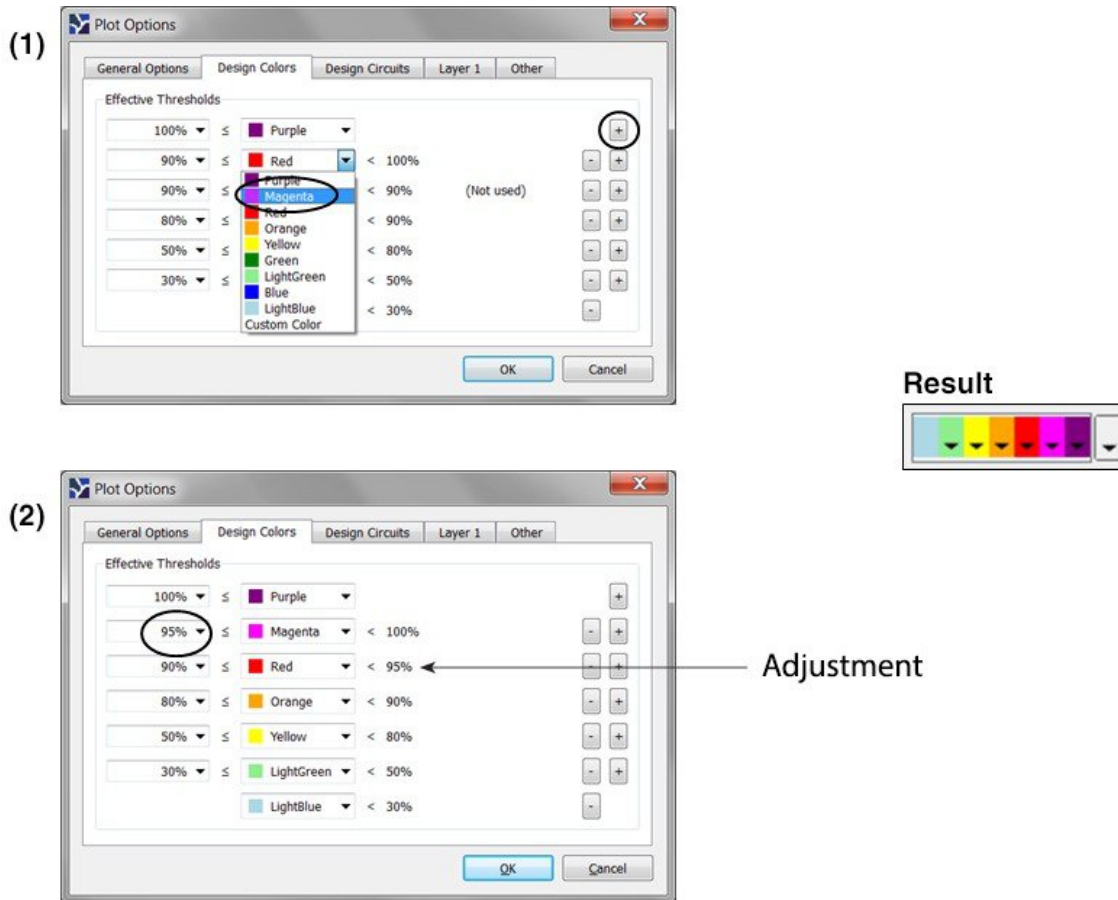 (1)
Plot Options
General Options Design Colors Design Circuits Layer 1 Other
Effective Thresholds
100% ≤ Purple +
90% ≤ Red < 100% - +
Purple
90% ≤ Magenta < 90% (Not used) - +
Red
80% ≤ Orange < 90% - +
Yellow
50% ≤ Green < 80% - +
LightGreen
30% ≤ Blue < 50% - +
LightBlue < 30% -
Custom Color
OK Cancel
Result
(2)
Plot Options
General Options Design Colors Design Circuits Layer 1 Other
Effective Thresholds
100% ≤ Purple +
95% ≤ Magenta < 100% - +
90% ≤ Red < 95% - +
Adjustment
80% ≤ Orange < 90% - +
50% ≤ Yellow < 80% - +
30% ≤ LightGreen < 50% - +
LightBlue < 30% -
OK Cancel